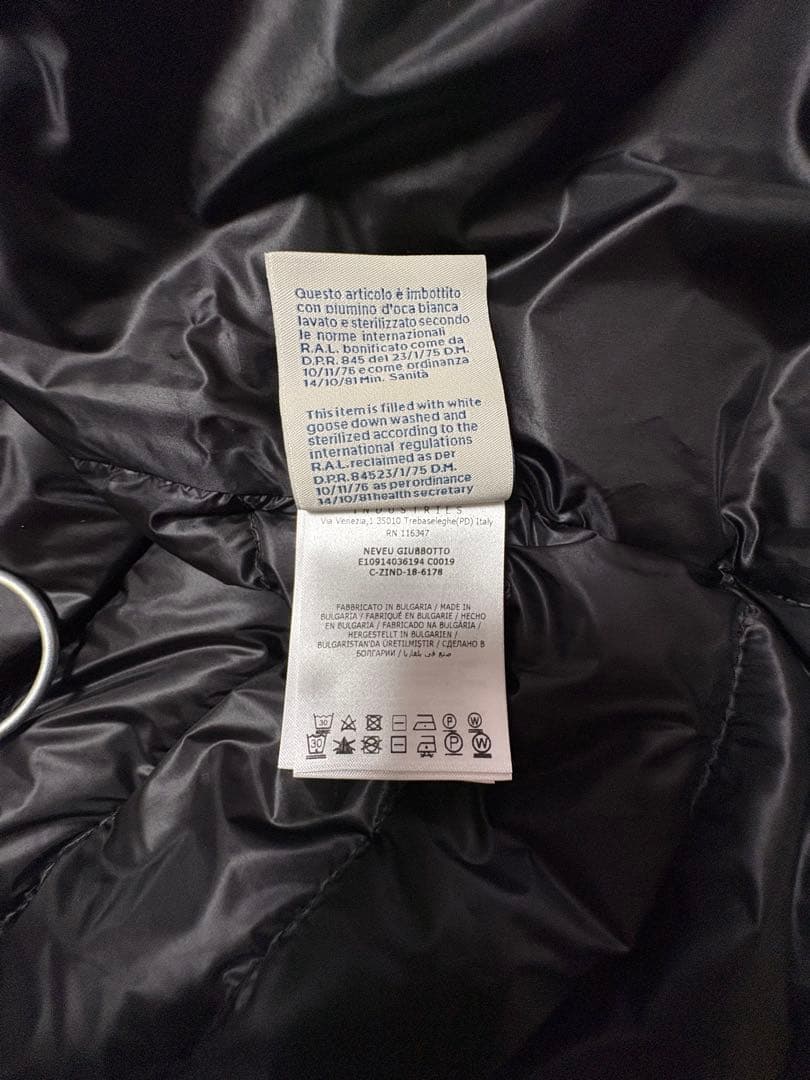 Questo articolo è imbottito
con piumino d'oca bianca
lavato e sterilizzato secondo
le norme internazionali
R.A.L. bonificato come da
D.P.R. 845 del 23/1/75 D.M.
10/11/76 e come ordinanza
14/10/81 Min. Sanità
This item is filled with white
goose down washed and
sterilized according to the
international regulations
R.A.L. reclaimed as per
D.P.R. 84523/1/75 D.M.
10/11/76 as per ordinance
14/10/81 health secretary
INDUSTRIES
Via Venezia,1 35010 Trebaseleghe(PD) Italy
RN 116347
NEVEU GIUBBOTTO
E10914036194 C0019
C-ZIND-18-6178
FABBRICATO IN BULGARIA / MADE IN
BULGARIA / FABRIQUÉ EN BULGARIE / HECHO
EN BULGARIA / FABRICADO NA BULGÁRIA /
HERGESTELLT IN BULGARIEN /
BULGARISTAN'DA ÜRETILMIŞTIR / СДЕЛАНО В
БОЛГАРИИ / صنع في بلغاريا
30 P W
30 P W